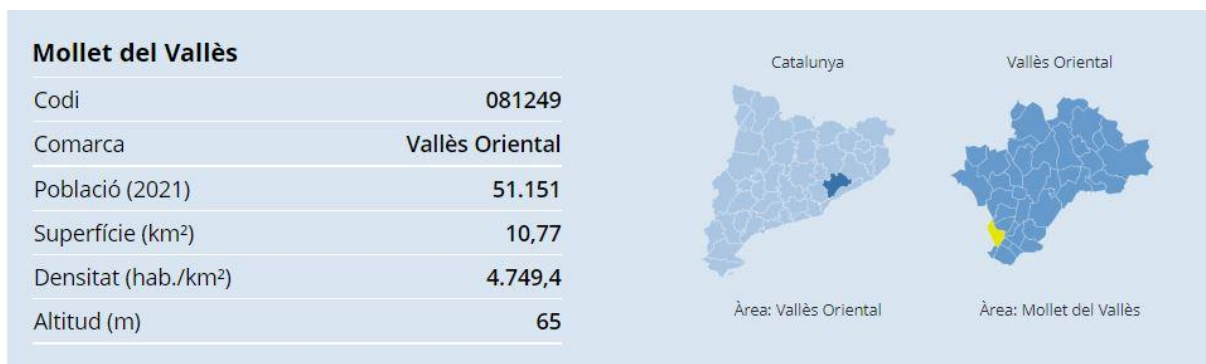 Mollet del Vallès
Codi 081249
Comarca Vallès Oriental
Població (2021) 51.151
Superfície (km²) 10,77
Densitat (hab./km²) 4.749,4
Altitud (m) 65
Catalunya
Vallès Oriental
Àrea: Vallès Oriental
Àrea: Mollet del Vallès